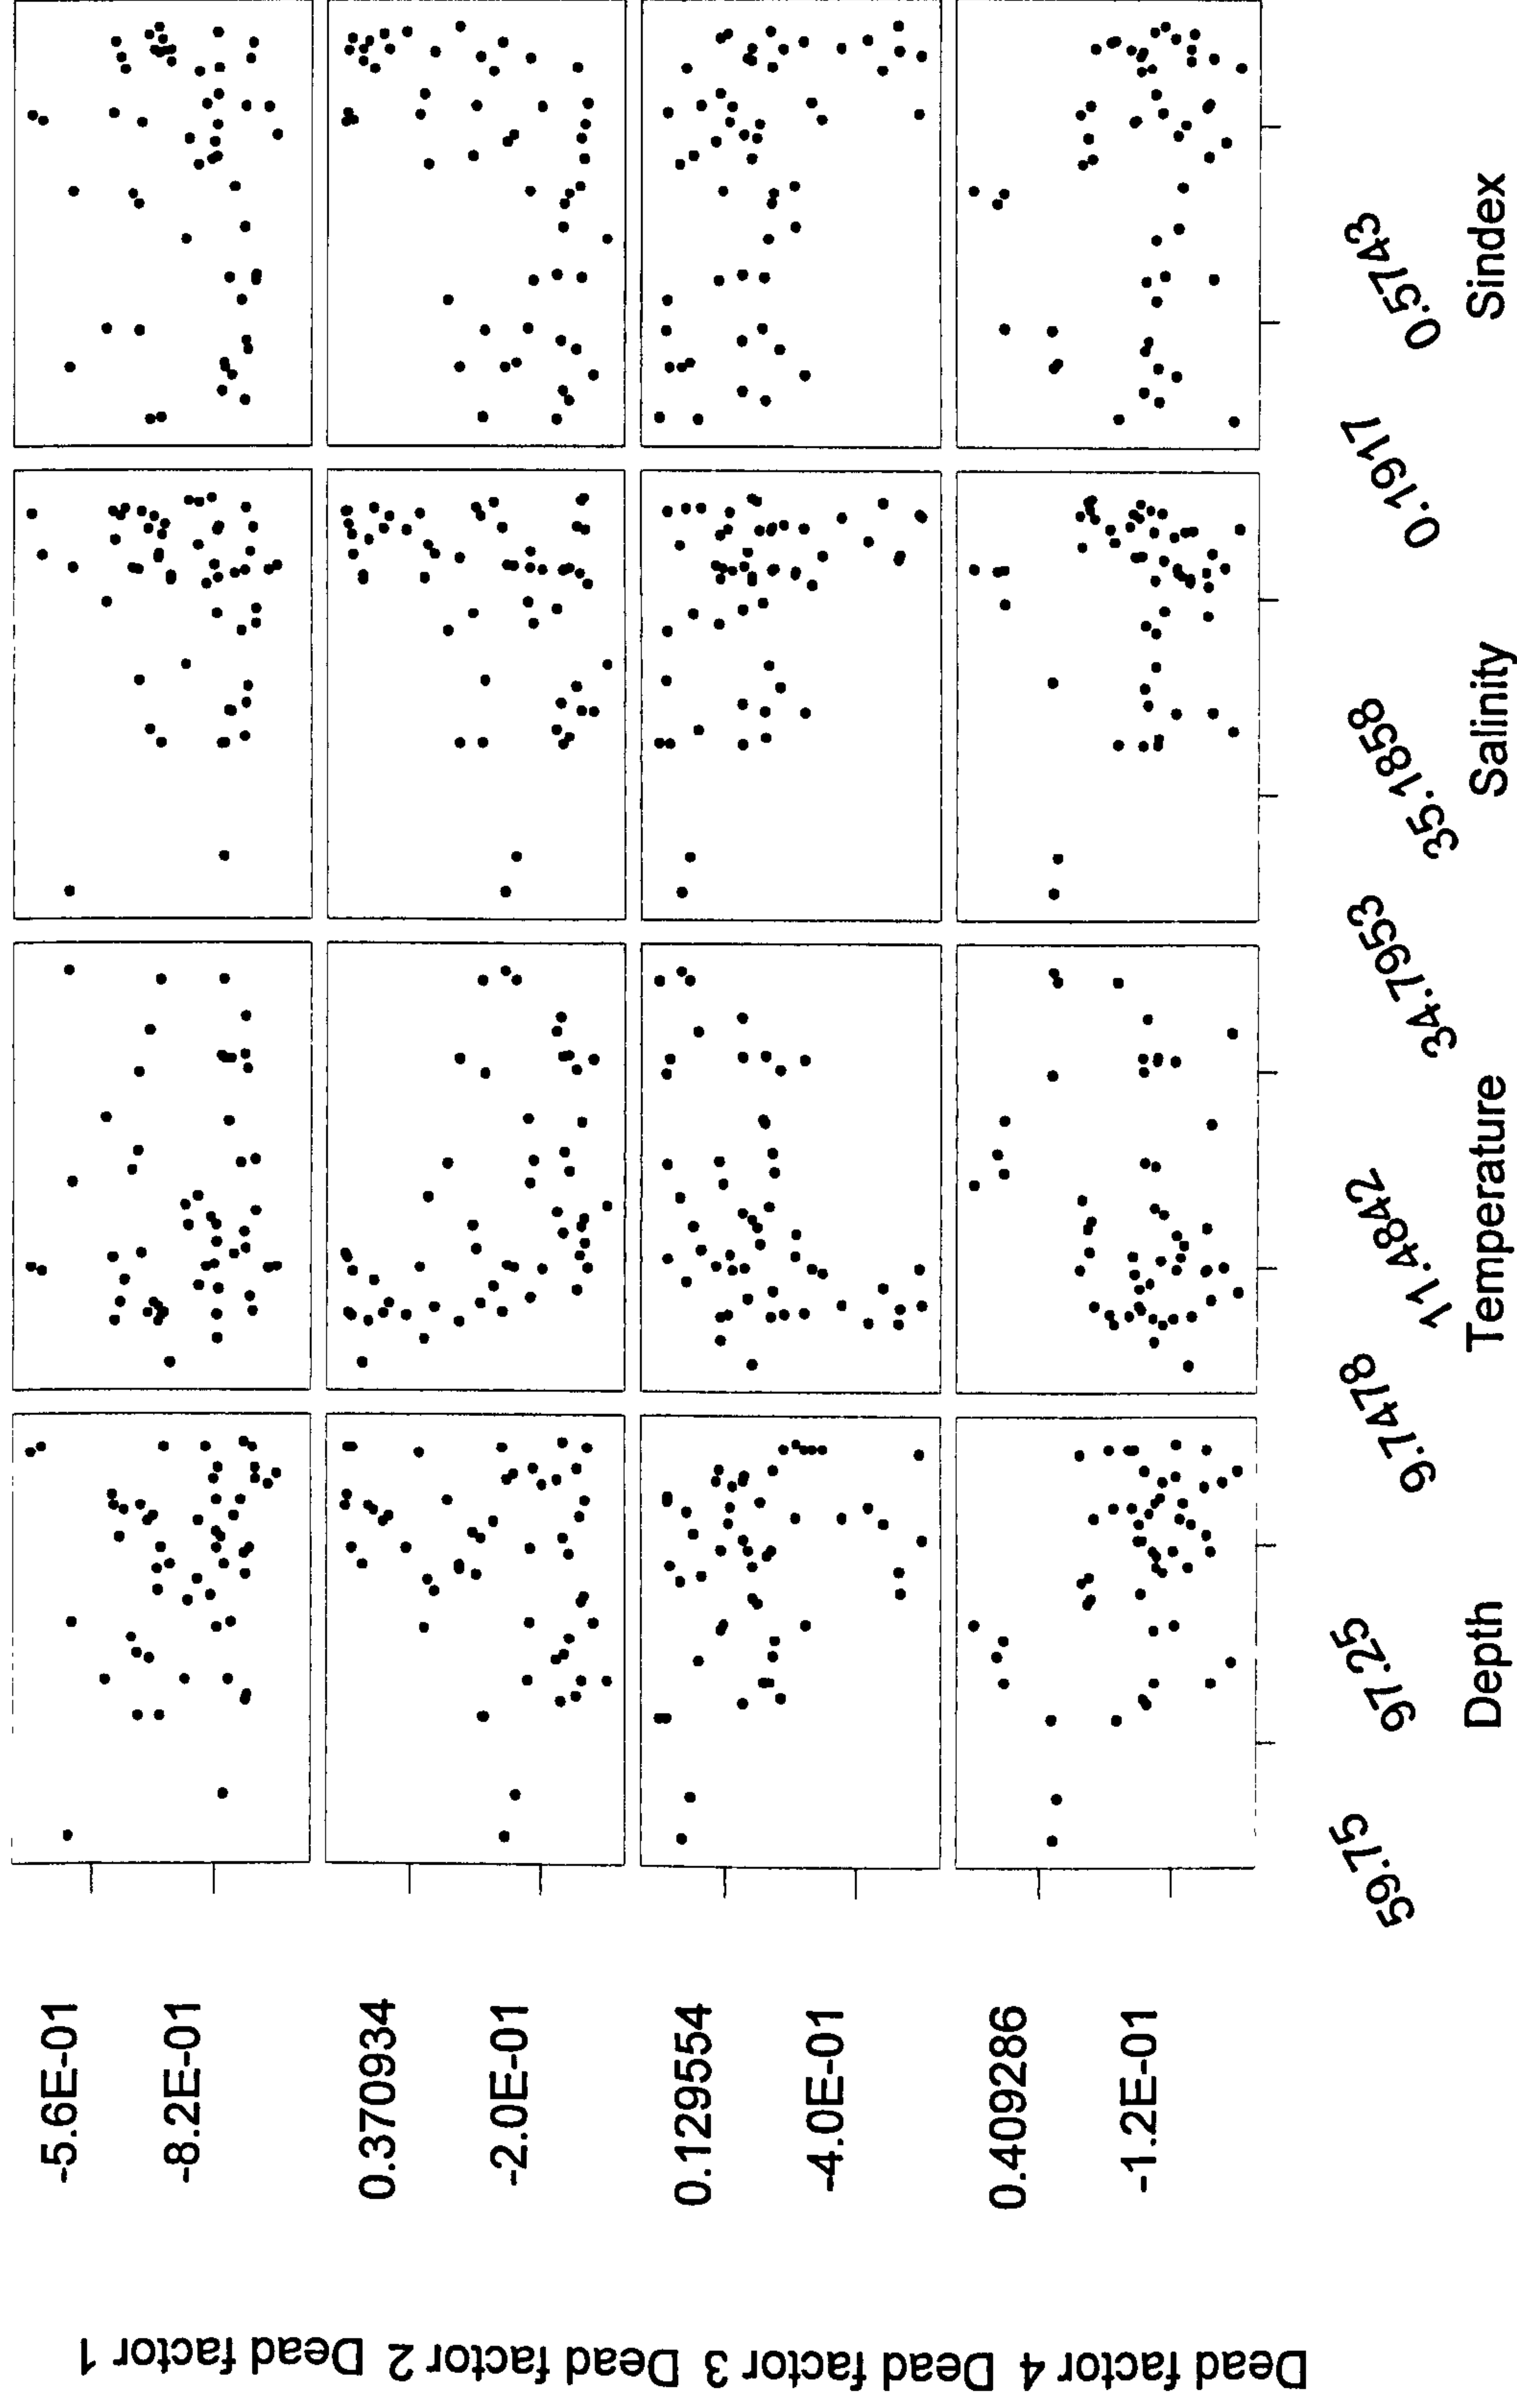 Dead factor 1
Dead factor 2
Dead factor 3
Dead factor 4
-5.6E-01
-8.2E-01
0.370934
-2.0E-01
0.129554
-4.0E-01
0.409286
-1.2E-01
59.75
97.25
9.7478
11.4842
34.7953
35.1858
0.1917
0.5743
Depth
Temperature
Salinity
Sindex